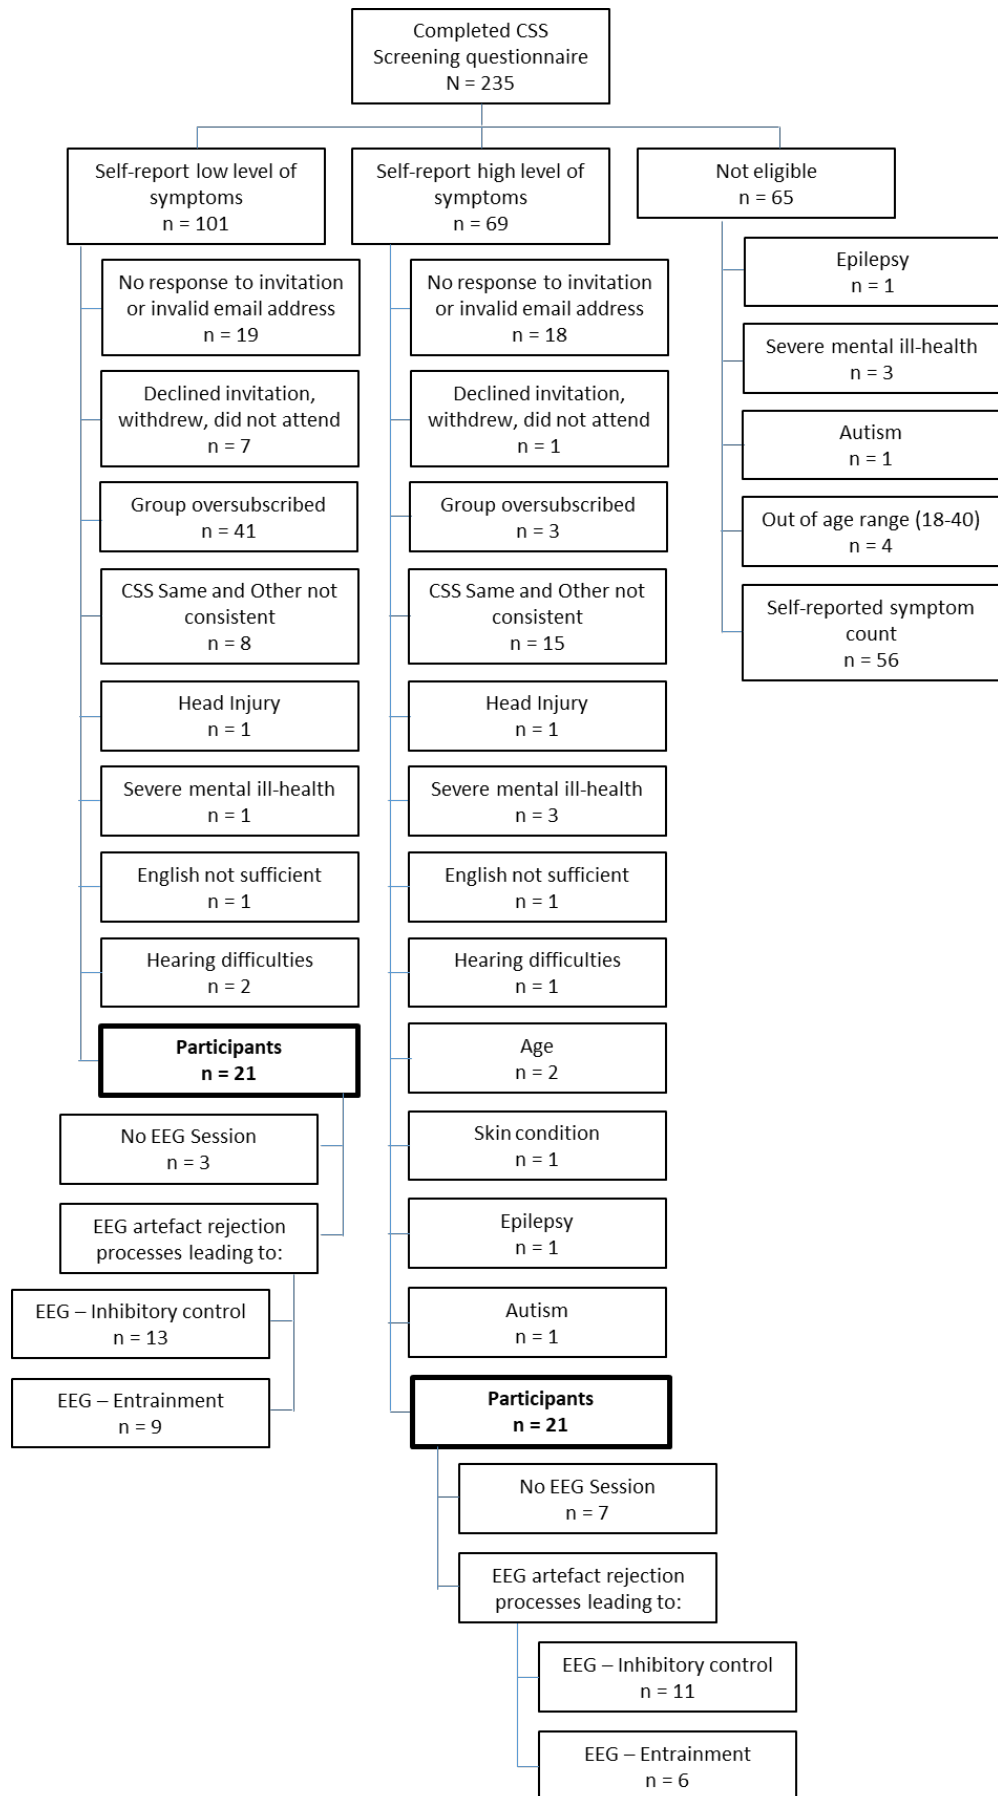 Completed CSS
Screening questionnaire
N = 235
Self-report low level of
symptoms
n = 101
Self-report high level of
symptoms
n = 69
Not eligible
n = 65
No response to invitation
or invalid email address
n = 19
Declined invitation,
withdrew, did not attend
n = 7
Group oversubscribed
n = 41
CSS Same and Other not
consistent
n = 8
Head Injury
n = 1
Severe mental ill-health
n = 1
English not sufficient
n = 1
Hearing difficulties
n = 2
Participants
n = 21
No EEG Session
n = 3
EEG artefact rejection
processes leading to:
EEG – Inhibitory control
n = 13
EEG – Entrainment
n = 9
No response to invitation
or invalid email address
n = 18
Declined invitation,
withdrew, did not attend
n = 1
Group oversubscribed
n = 3
CSS Same and Other not
consistent
n = 15
Head Injury
n = 1
Severe mental ill-health
n = 3
English not sufficient
n = 1
Hearing difficulties
n = 1
Age
n = 2
Skin condition
n = 1
Epilepsy
n = 1
Autism
n = 1
Participants
n = 21
No EEG Session
n = 7
EEG artefact rejection
processes leading to:
EEG – Inhibitory control
n = 11
EEG – Entrainment
n = 6
Epilepsy
n = 1
Severe mental ill-health
n = 3
Autism
n = 1
Out of age range (18-40)
n = 4
Self-reported symptom
count
n = 56